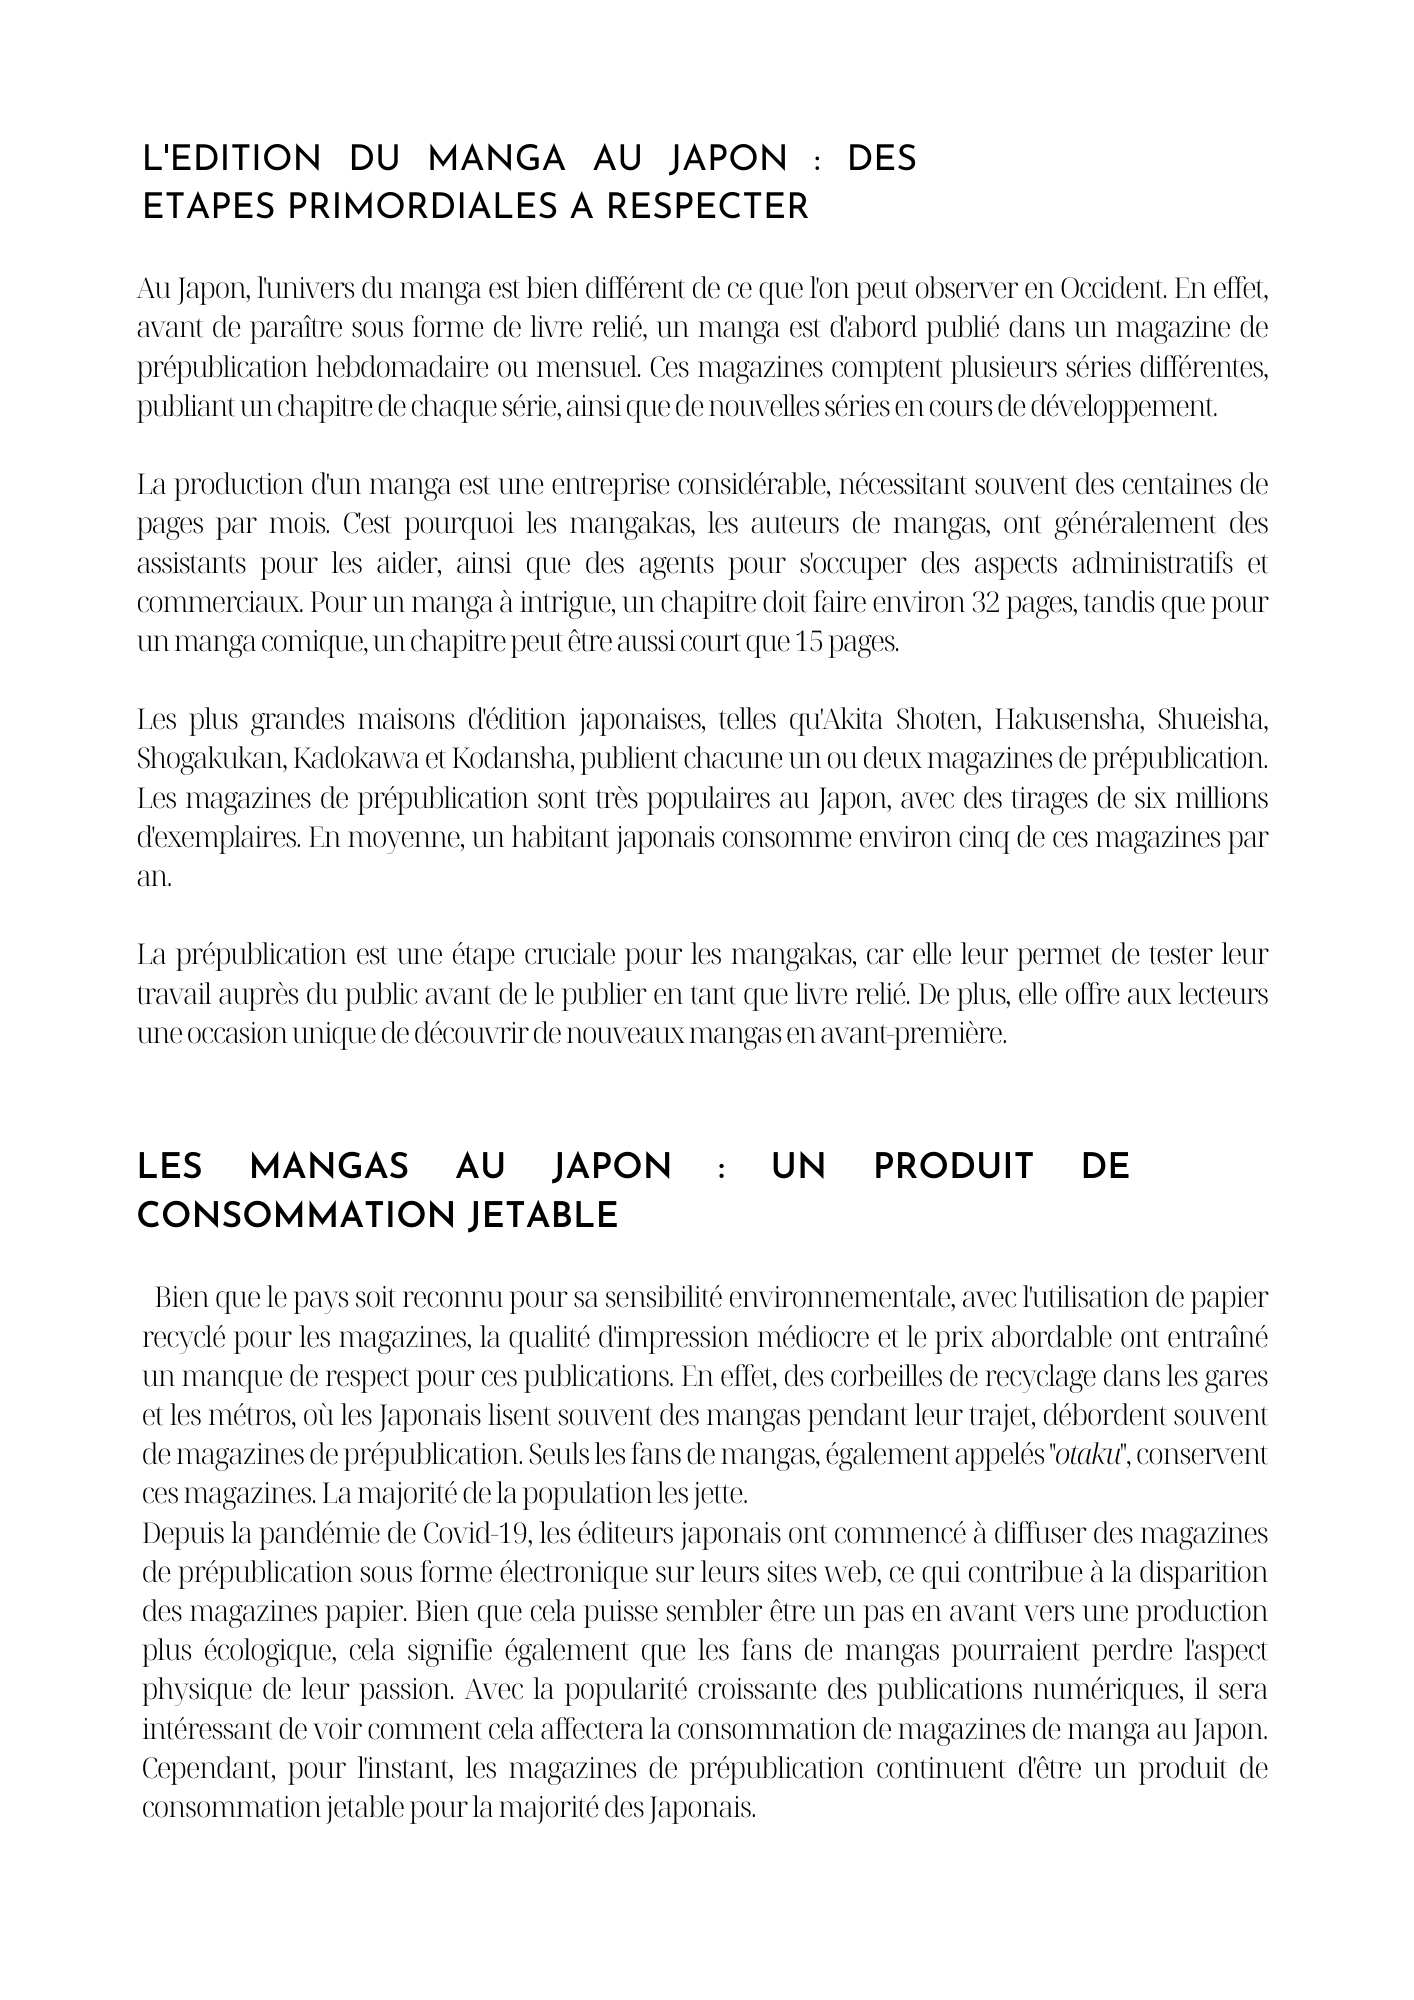 L'EDITION DU MANGA AU JAPON : DES
ETAPES PRIMORDIALES A RESPECTER
Au Japon, l'univers du manga est bien différent de ce que l'on peut observer en Occident. En effet,
avant de paraître sous forme de livre relié, un manga est d'abord publié dans un magazine de
prépublication hebdomadaire ou mensuel. Ces magazines comptent plusieurs séries différentes,
publiant un chapitre de chaque série, ainsi que de nouvelles séries en cours de développement.
La production d'un manga est une entreprise considérable, nécessitant souvent des centaines de
pages par mois. C'est pourquoi les mangakas, les auteurs de mangas, ont généralement des
assistants pour les aider, ainsi que des agents pour s'occuper des aspects administratifs et
commerciaux. Pour un manga à intrigue, un chapitre doit faire environ 32 pages, tandis que pour
un manga comique, un chapitre peut être aussi court que 15 pages.
Les plus grandes maisons d'édition japonaises, telles qu'Akita Shoten, Hakusensha, Shueisha,
Shogakukan, Kadokawa et Kodansha, publient chacune un ou deux magazines de prépublication.
Les magazines de prépublication sont très populaires au Japon, avec des tirages de six millions
d'exemplaires. En moyenne, un habitant japonais consomme environ cinq de ces magazines par
an.
La prépublication est une étape cruciale pour les mangakas, car elle leur permet de tester leur
travail auprès du public avant de le publier en tant que livre relié. De plus, elle offre aux lecteurs
une occasion unique de découvrir de nouveaux mangas en avant-première.
LES MANGAS AU JAPON : UN PRODUIT DE
CONSOMMATION JETABLE
Bien que le pays soit reconnu pour sa sensibilité environnementale, avec l'utilisation de papier
recyclé pour les magazines, la qualité d'impression médiocre et le prix abordable ont entraîné
un manque de respect pour ces publications. En effet, des corbeilles de recyclage dans les gares
et les métros, où les Japonais lisent souvent des mangas pendant leur trajet, débordent souvent
de magazines de prépublication. Seuls les fans de mangas, également appelés "otaku", conservent
ces magazines. La majorité de la population les jette.
Depuis la pandémie de Covid-19, les éditeurs japonais ont commencé à diffuser des magazines
de prépublication sous forme électronique sur leurs sites web, ce qui contribue à la disparition
des magazines papier. Bien que cela puisse sembler être un pas en avant vers une production
plus écologique, cela signifie également que les fans de mangas pourraient perdre l'aspect
physique de leur passion. Avec la popularité croissante des publications numériques, il sera
intéressant de voir comment cela affectera la consommation de magazines de manga au Japon.
Cependant, pour l'instant, les magazines de prépublication continuent d'être un produit de
consommation jetable pour la majorité des Japonais.